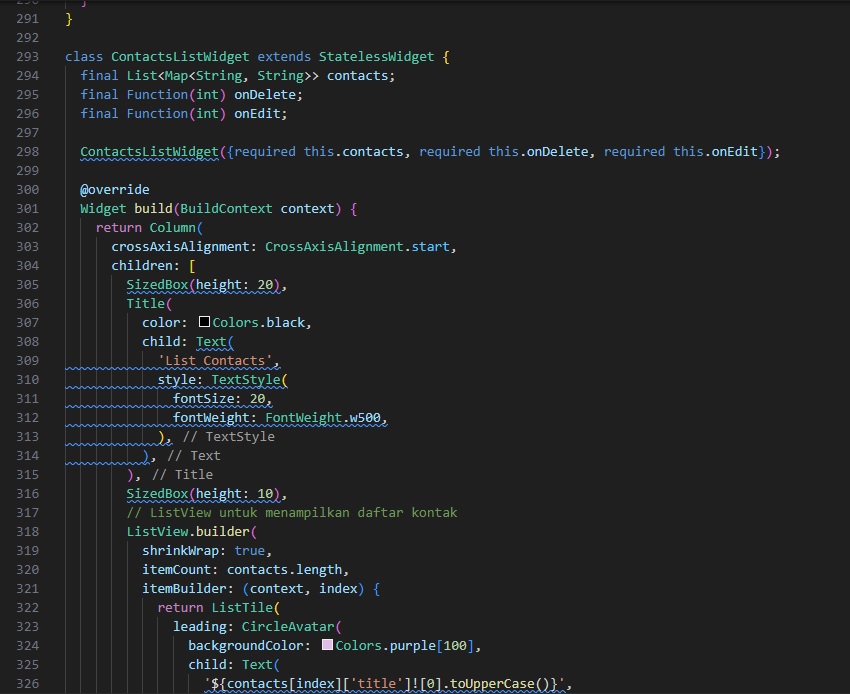 290 }
291 }
292
293 class ContactsListWidget extends StatelessWidget {
294 final List<Map<String, String>> contacts;
295 final Function(int) onDelete;
296 final Function(int) onEdit;
297
298 ContactsListWidget({required this.contacts, required this.onDelete, required this.onEdit});
299
300 @override
301 Widget build(BuildContext context) {
302 return Column(
303 crossAxisAlignment: CrossAxisAlignment.start,
304 children: [
305 SizedBox(height: 20),
306 Title(
307 color: Colors.black,
308 child: Text(
309 'List Contacts',
310 style: TextStyle(
311 fontSize: 20,
312 fontWeight: FontWeight.w500,
313 ), // TextStyle
314 ), // Text
315 ), // Title
316 SizedBox(height: 10),
317 // ListView untuk menampilkan daftar kontak
318 ListView.builder(
319 shrinkWrap: true,
320 itemCount: contacts.length,
321 itemBuilder: (context, index) {
322 return ListTile(
323 leading: CircleAvatar(
324 backgroundColor: Colors.purple[100],
325 child: Text(
326 '${contacts[index]['title']![0].toUpperCase()}',